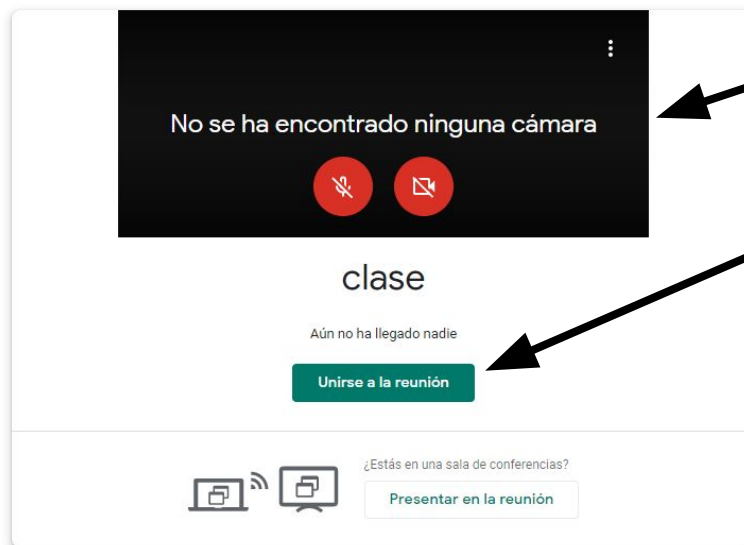 No se ha encontrado ninguna cámara
clase
Aún no ha llegado nadie
Unirse a la reunión
¿Estás en una sala de conferencias?
Presentar en la reunión